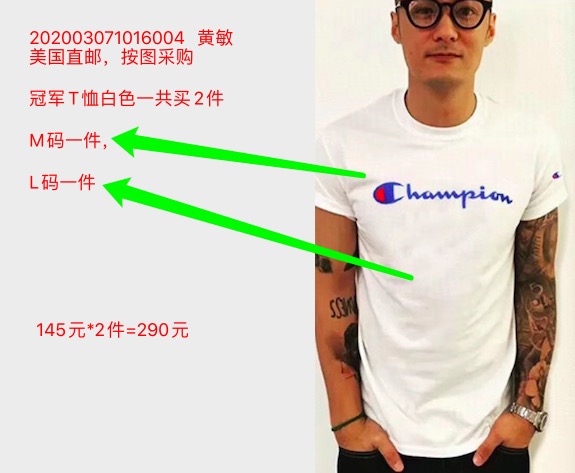 202003071016004 黄敏
美国直邮，按图采购
冠军T恤白色一共买2件
M码一件，
L码一件
145元*2件=290元
Champion